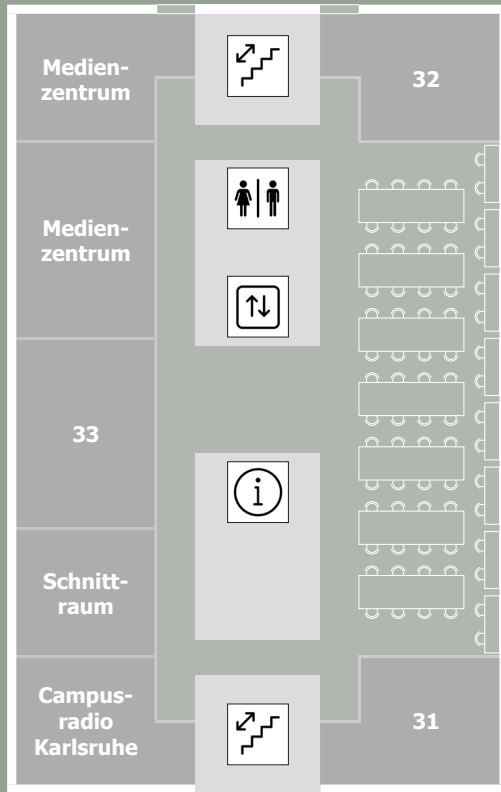 Medien-
zentrum
32
Medien-
zentrum
33
i
Schnitt-
raum
Campus-
radio
Karlsruhe
31